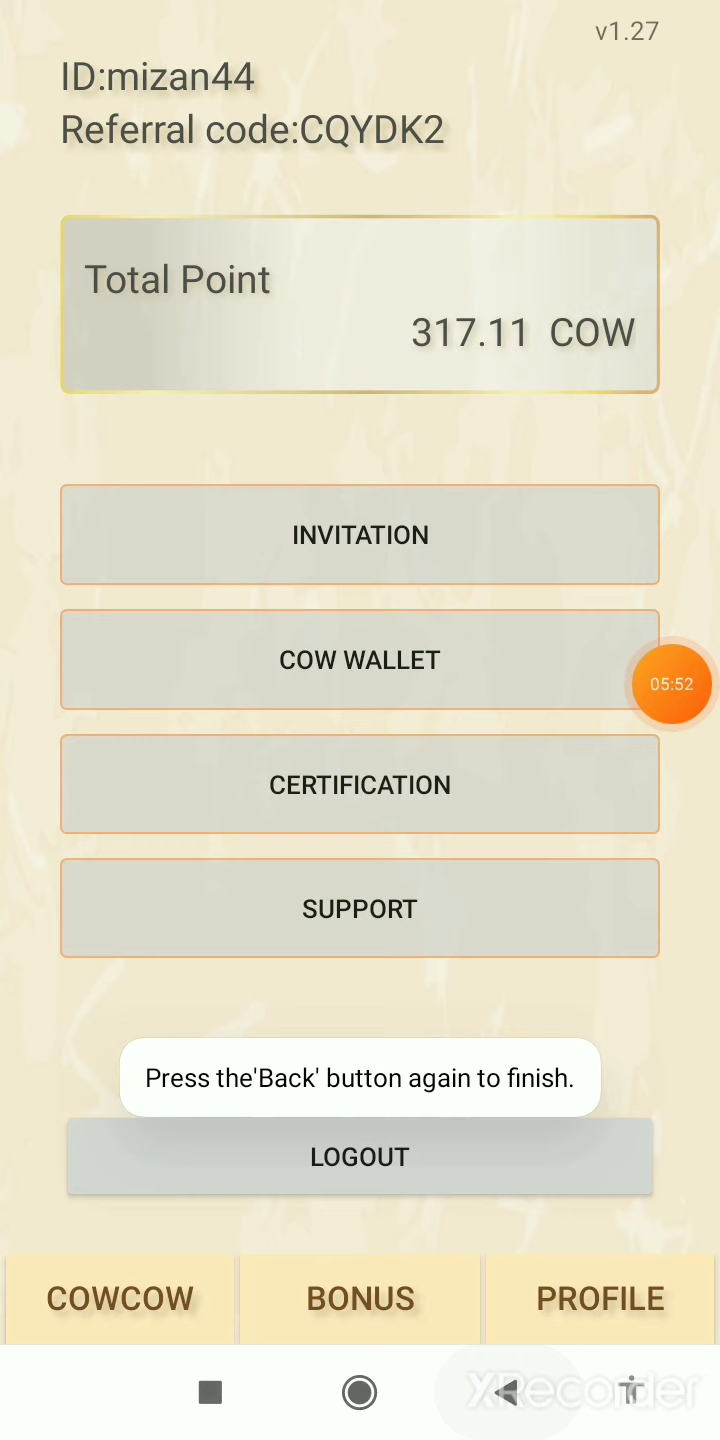 v1.27
ID:mizan44
Referral code:CQYDK2
Total Point
317.11 COW
INVITATION
COW WALLET
05:52
CERTIFICATION
SUPPORT
Press the'Back' button again to finish.
LOGOUT
COWCOW BONUS PROFILE
XRecorder